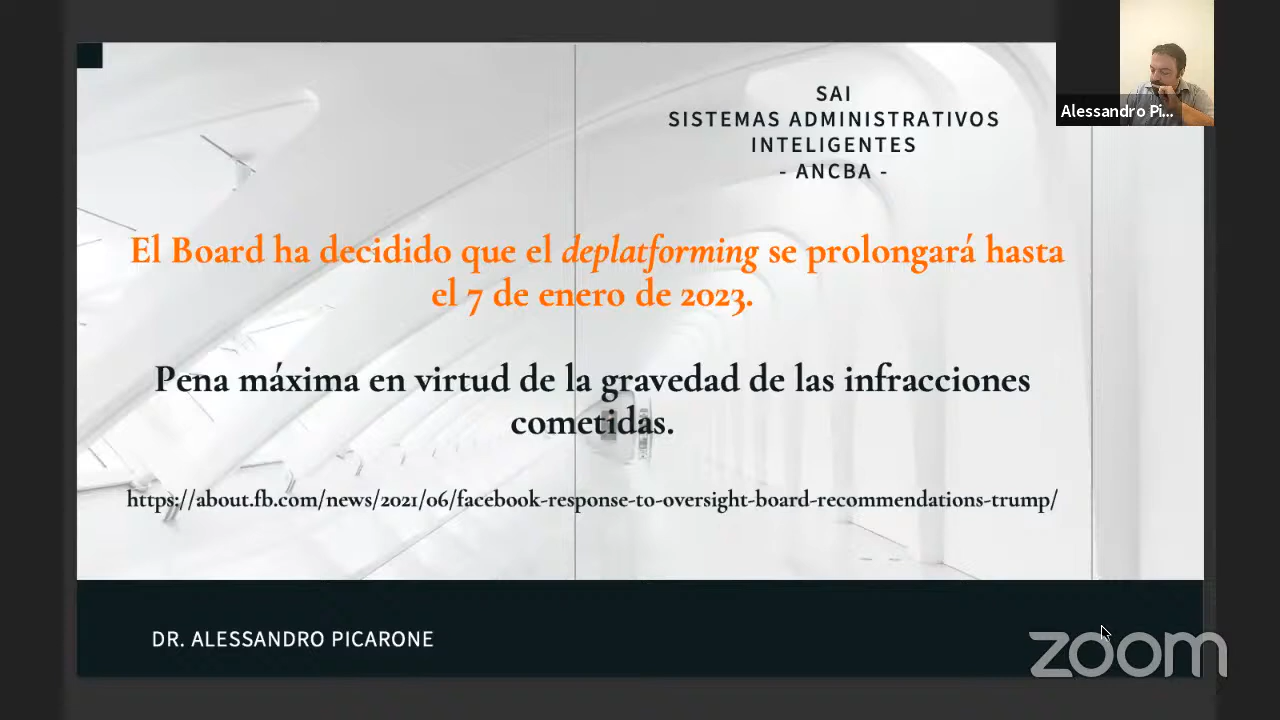 SAI
SISTEMAS ADMINISTRATIVOS
INTELIGENTES
- ANCBA -
Alessandro Pi...
El Board ha decidido que el deplatforming se prolongará hasta
el 7 de enero de 2023.
Pena máxima en virtud de la gravedad de las infracciones
cometidas.
https://about.fb.com/news/2021/06/facebook-response-to-oversight-board-recommendations-trump/
DR. ALESSANDRO PICARONE
zoom